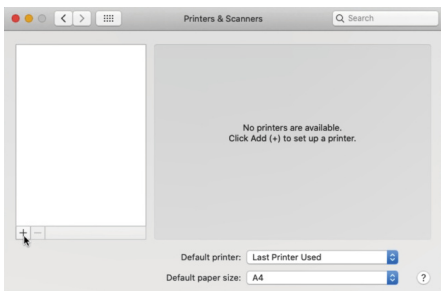 Printers & Scanners
Search
No printers are available.
Click Add (+) to set up a printer.
+ −
Default printer: Last Printer Used
Default paper size: A4
?